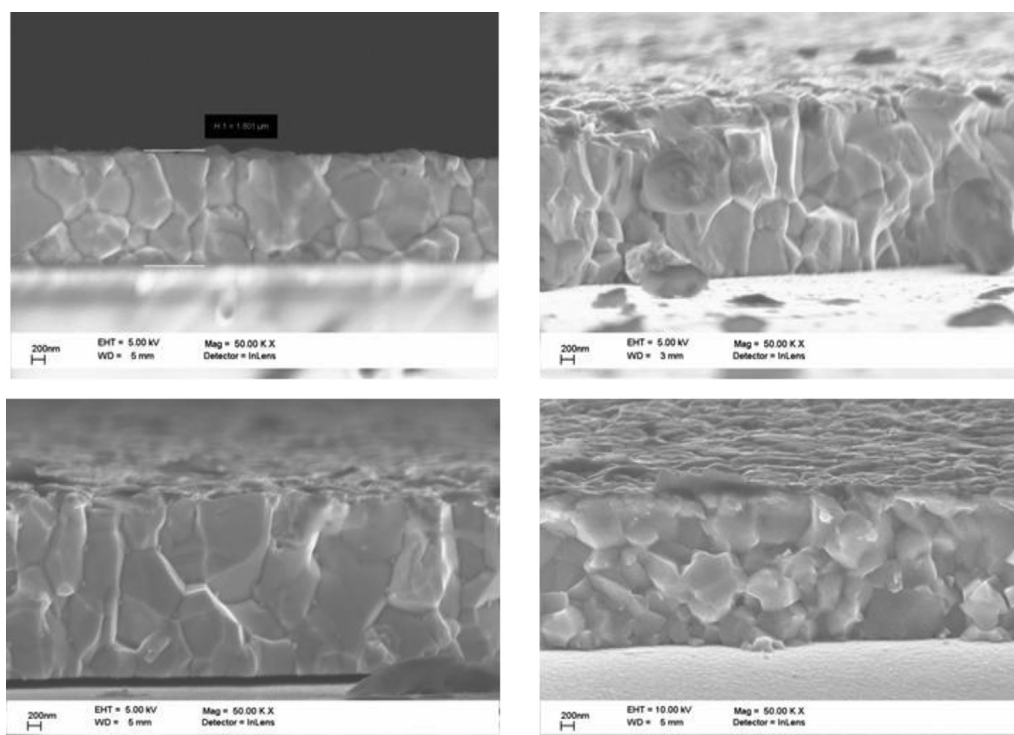 H 1 = 1.601 µm
200nm
EHT = 5.00 kV
WD = 5 mm
Mag = 50.00 K X
Detector = InLens
200nm
EHT = 5.00 kV
WD = 3 mm
Mag = 50.00 K X
Detector = InLens
200nm
EHT = 5.00 kV
WD = 5 mm
Mag = 50.00 K X
Detector = InLens
200nm
EHT = 10.00 kV
WD = 5 mm
Mag = 50.00 K X
Detector = InLens